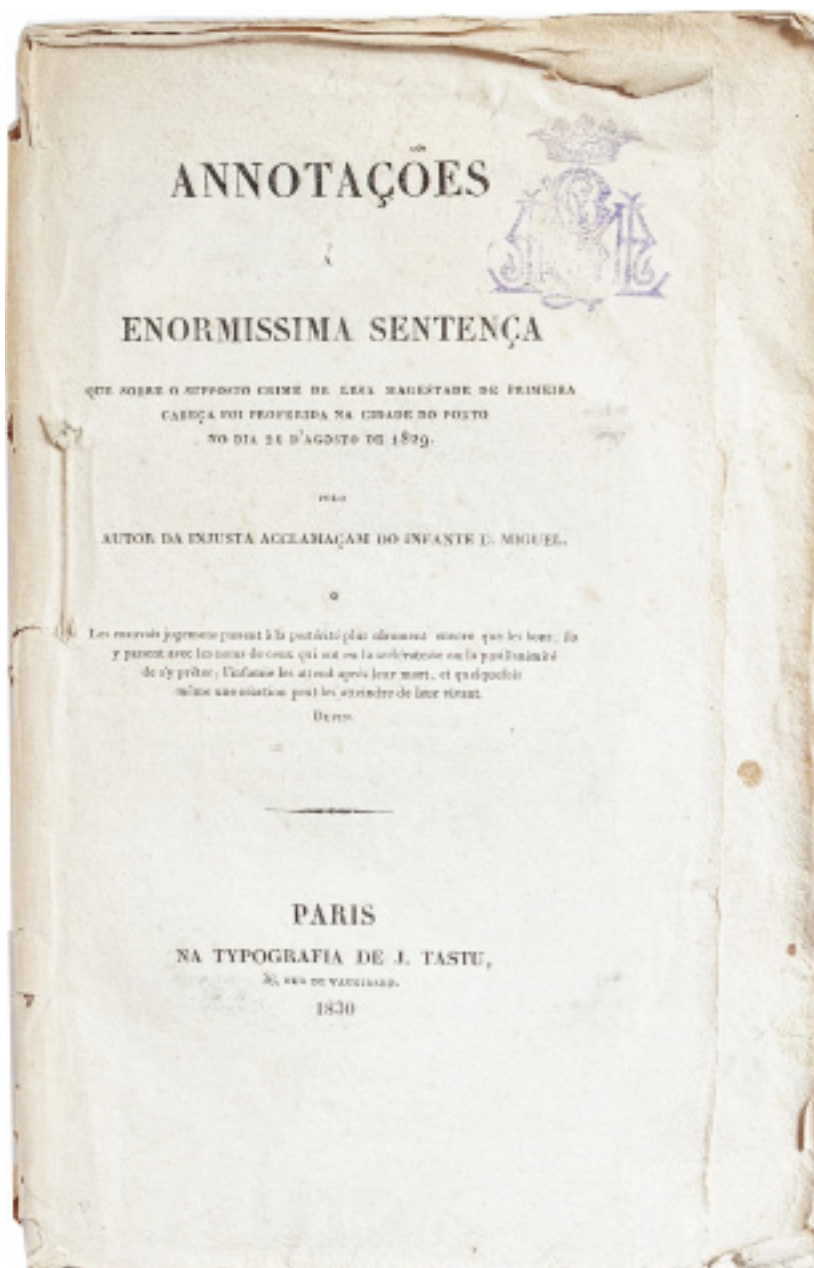 ANNOTAÇÕES
Á
ENORMISSIMA SENTENÇA
QUE SOBRE O SUPPOSTO CRIME DE LESA MAGESTADE DE PRIMEIRA
CABEÇA FOI PROFERIDA NA CIDADE DO PORTO
NO DIA 21 D'AGOSTO DE 1829.
PELO
AUTOR DA INJUSTA ACCLAMAÇAM DO INFANTE D. MIGUEL.
Les mauvais jugemens passent à la postérité plus sûrement encore que les bons; ils
y passent avec les noms de ceux qui ont eu la scélératesse ou la pusillanimité
de s'y prêter; l'infamie les attend après leur mort, et quelquefois
même une réaction peut les atteindre de leur vivant.
DUPIN.
PARIS
NA TYPOGRAFIA DE J. TASTU,
36, RUE DE VAUGIRARD.
1830